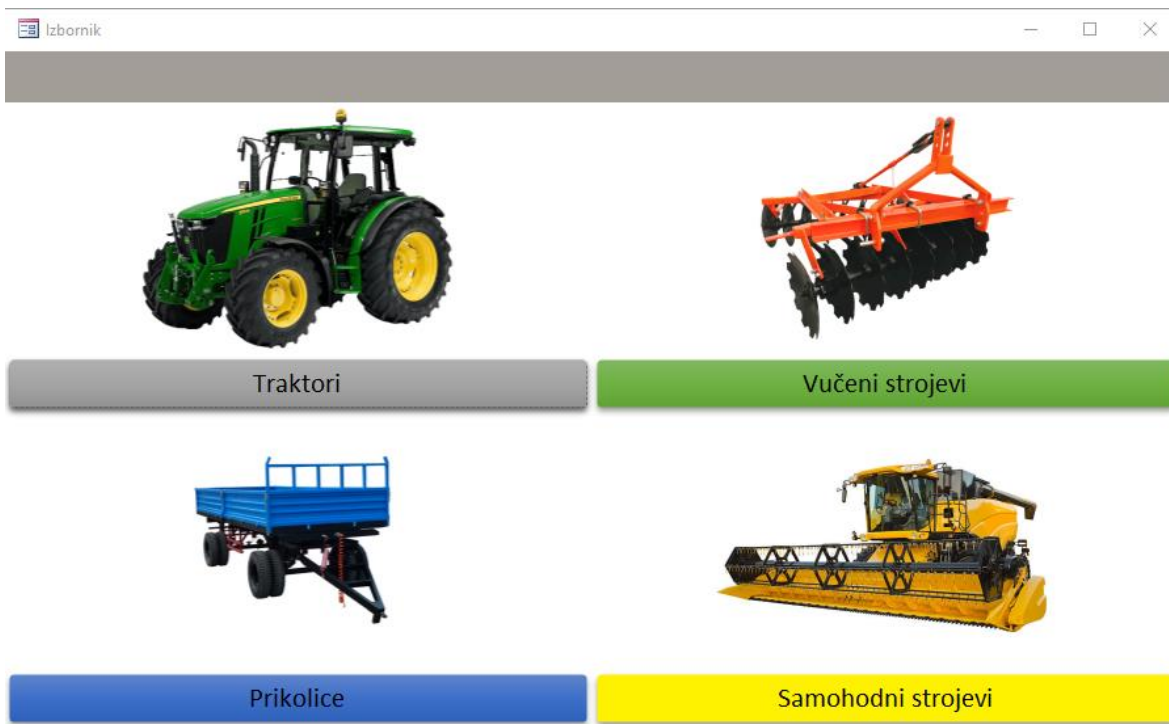 Izbornik
Traktori
Vučeni strojevi
Prikolice
Samohodni strojevi